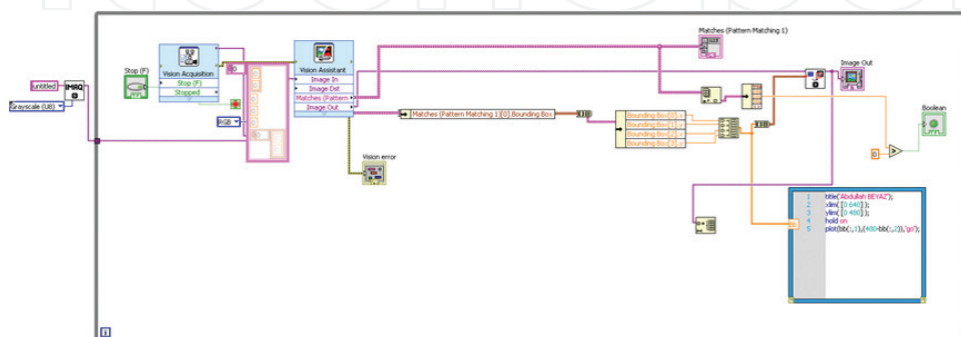 untitled
IMAQ
Grayscale (U8)
Stop (F)
Vision Acquisition
Stop (F)
Stopped
RGB
Vision Assistant
Image In
Image Dst
Matches (Pattern
Image Out
Matches (Pattern Matching 1)[0].Bounding Box
Vision error
Matches (Pattern Matching 1)
Bounding Box[0].x
Bounding Box[1].y
Bounding Box[2].x
Bounding Box[3].y
Image Out
Boolean
0
bb
1 title('Abdullah BEYAZ');
2 xlim( [0 640] );
3 ylim( [0 480] );
4 hold on
5 plot(bb(:,1),(480-bb(:,2)),'go');
i